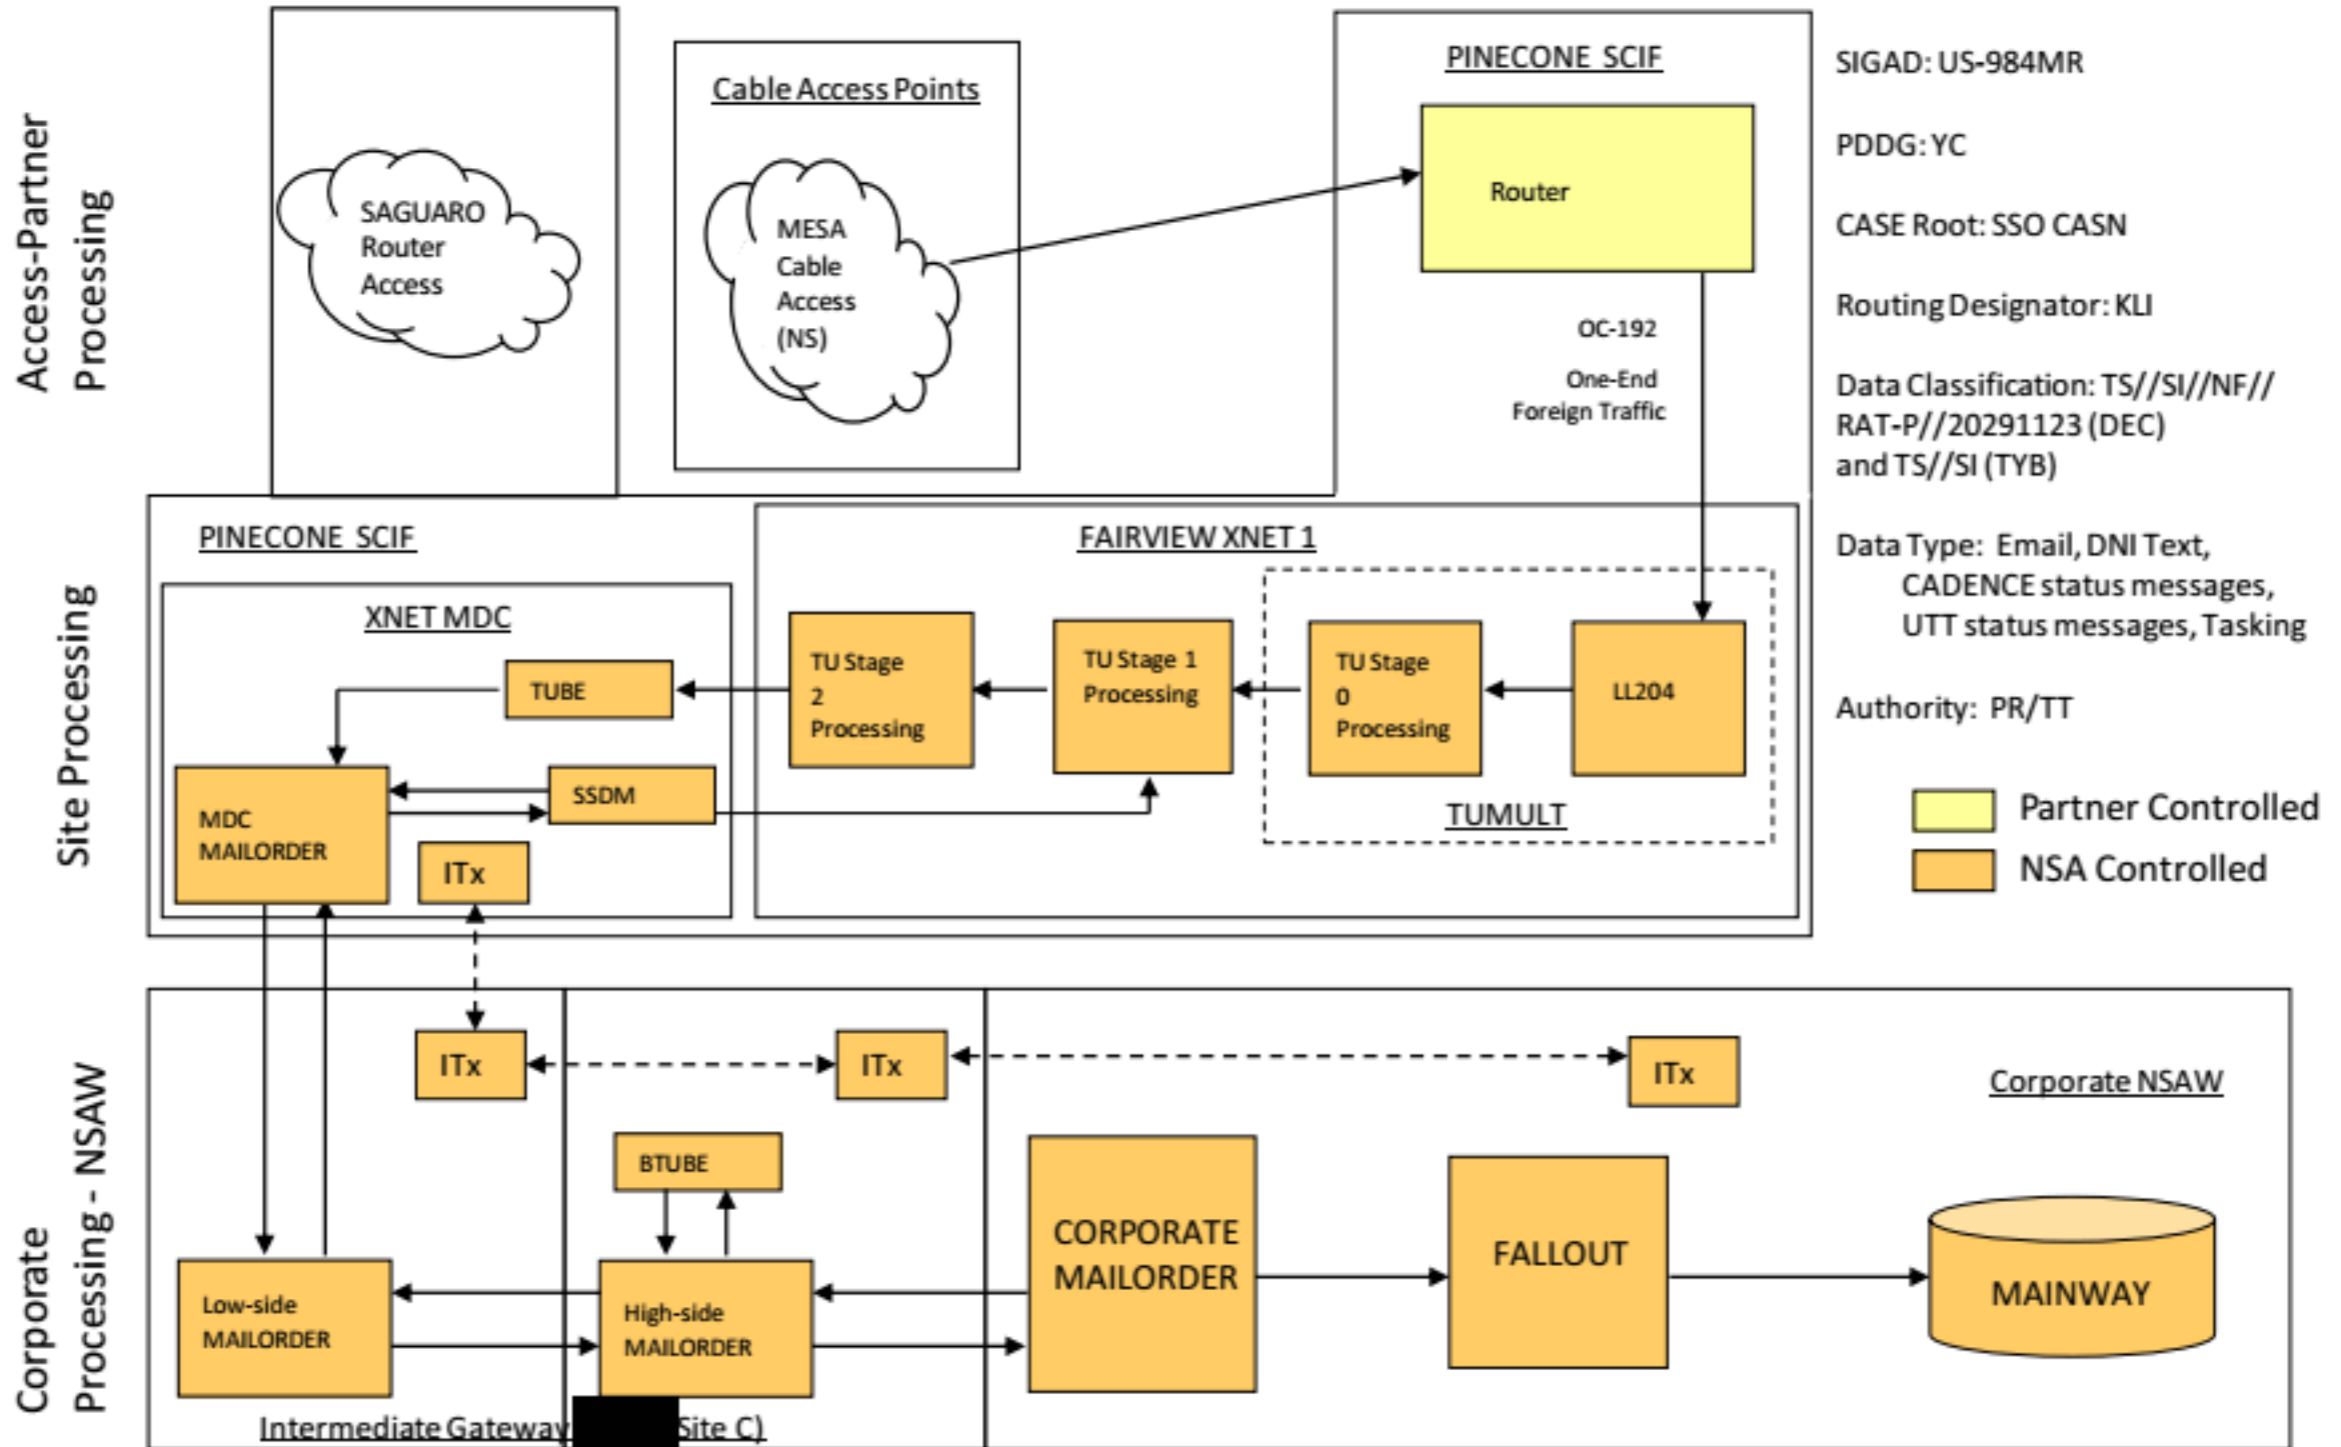 Access-Partner
Processing
SAGUARO
Router
Access
Cable Access Points
MESA
Cable
Access
(NS)
PINECONE SCIF
Router
OC-192
One-End
Foreign Traffic
SIGAD: US-984MR
PDDG: YC
CASE Root: SSO CASN
Routing Designator: KLI
Data Classification: TS//SI//NF//
RAT-P//20291123 (DEC)
and TS//SI (TYB)
Data Type: Email, DNI Text,
CADENCE status messages,
UTT status messages, Tasking
Authority: PR/TT
Partner Controlled
NSA Controlled
Site Processing
PINECONE SCIF
XNET MDC
TUBE
MDC
MAILORDER
SSDM
ITx
FAIRVIEW XNET 1
TU Stage
2
Processing
TU Stage 1
Processing
TU Stage
0
Processing
LL204
TUMULT
Corporate
Processing - NSAW
ITx
ITx
ITx
Corporate NSAW
BTUBE
Low-side
MAILORDER
High-side
MAILORDER
CORPORATE
MAILORDER
FALLOUT
MAINWAY
Intermediate Gateway Site C)